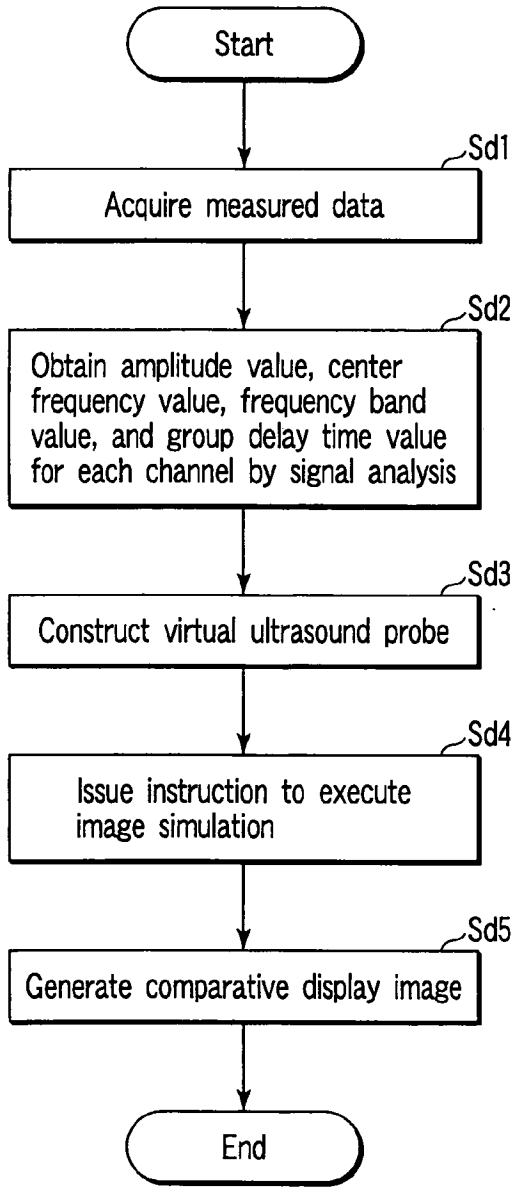 Start
Sd1
Acquire measured data
Sd2
Obtain amplitude value, center
frequency value, frequency band
value, and group delay time value
for each channel by signal analysis
Sd3
Construct virtual ultrasound probe
Sd4
Issue instruction to execute
image simulation
Sd5
Generate comparative display image
End